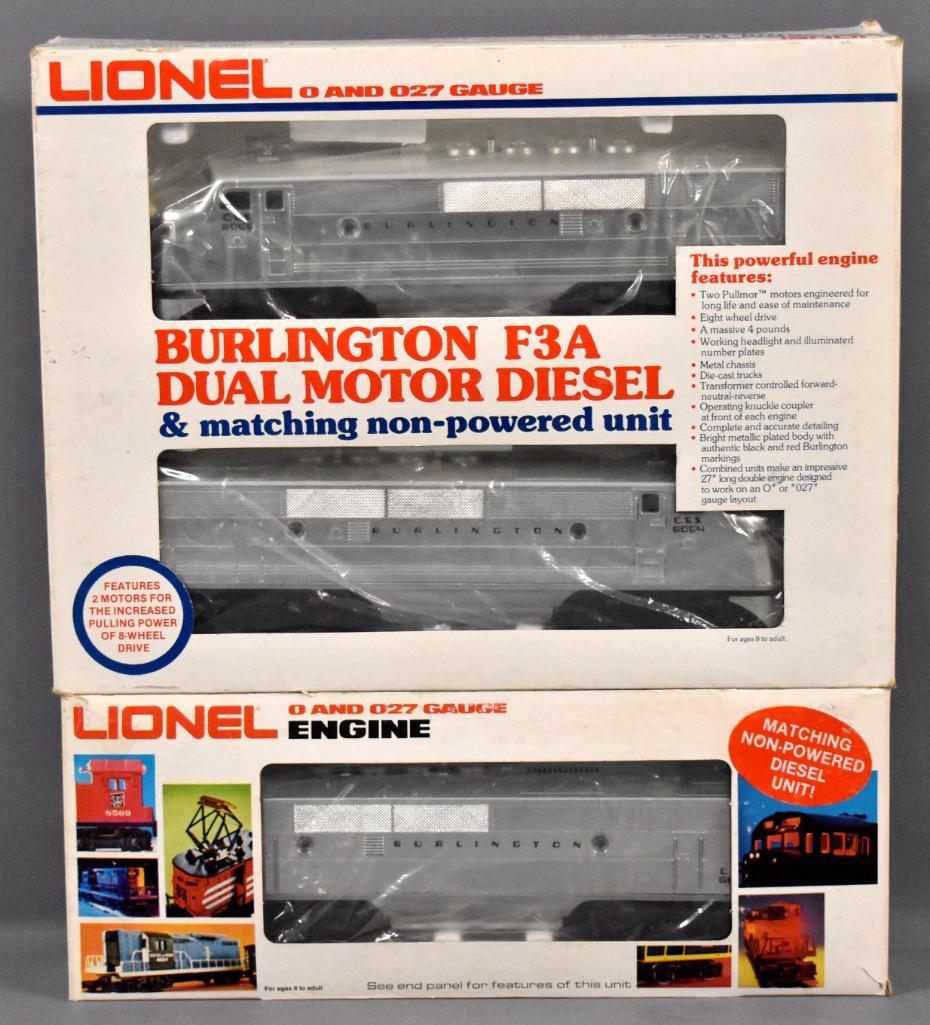 LIONEL O AND 027 GAUGE
BURLINGTON
This powerful engine
features:
• Two Pullmor™ motors engineered for
long life and ease of maintenance
• Eight wheel drive
• A massive 4 pounds
• Working headlight and illuminated
number plates
• Metal chassis
• Die-cast trucks
• Transformer controlled forward-
neutral-reverse
• Operating knuckle coupler
at front of each engine
• Complete and accurate detailing
• Bright metallic plated body with
authentic black and red Burlington
markings
• Combined units make an impressive
27" long double engine designed
to work on an O" or "027"
gauge layout
BURLINGTON F3A
DUAL MOTOR DIESEL
& matching non-powered unit
BURLINGTON
FEATURES
2 MOTORS FOR
THE INCREASED
PULLING POWER
OF 8-WHEEL
DRIVE
For ages 8 to adult.
LIONEL O AND 027 GAUGE
ENGINE
MATCHING
NON-POWERED
DIESEL
UNIT!
8569
BURLINGTON
For ages 8 to adult
See end panel for features of this unit